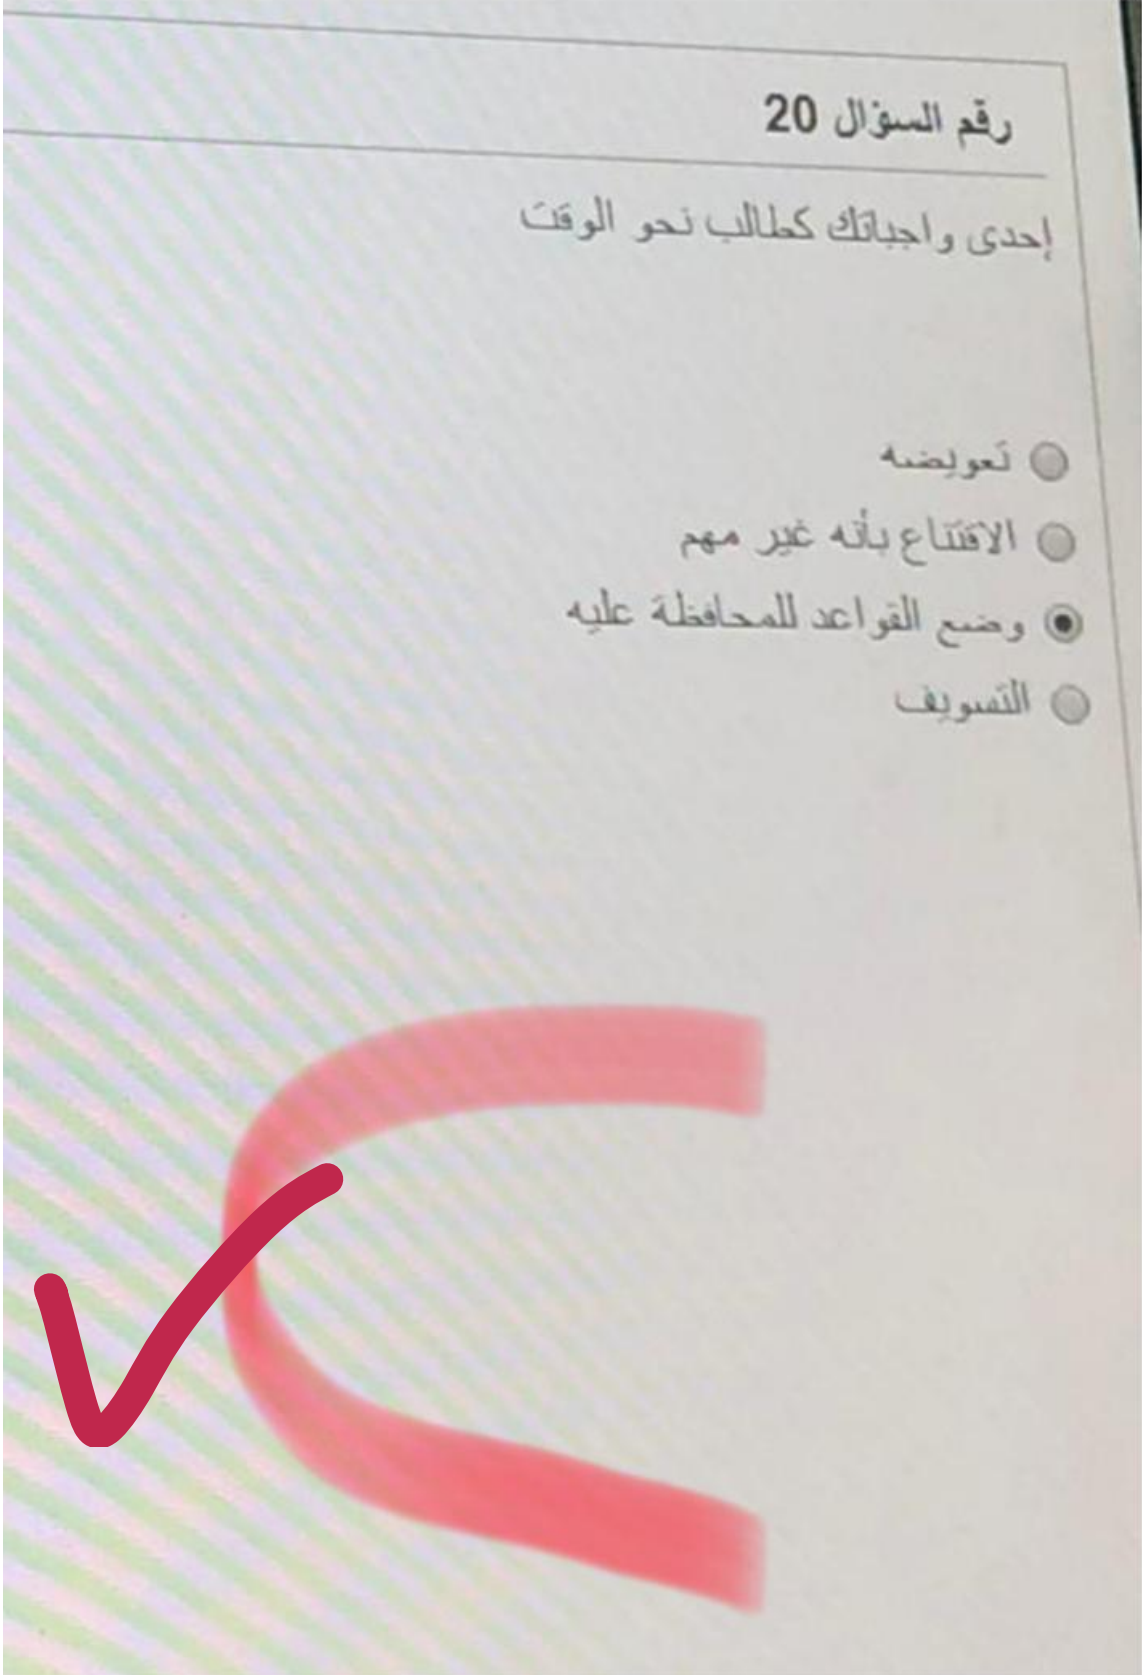 رقم السؤال 20
إحدى واجباتك كطالب نحو الوقت
تعويضه
الاقتناع بأنه غير مهم
وضع القواعد للمحافظة عليه
التسويف